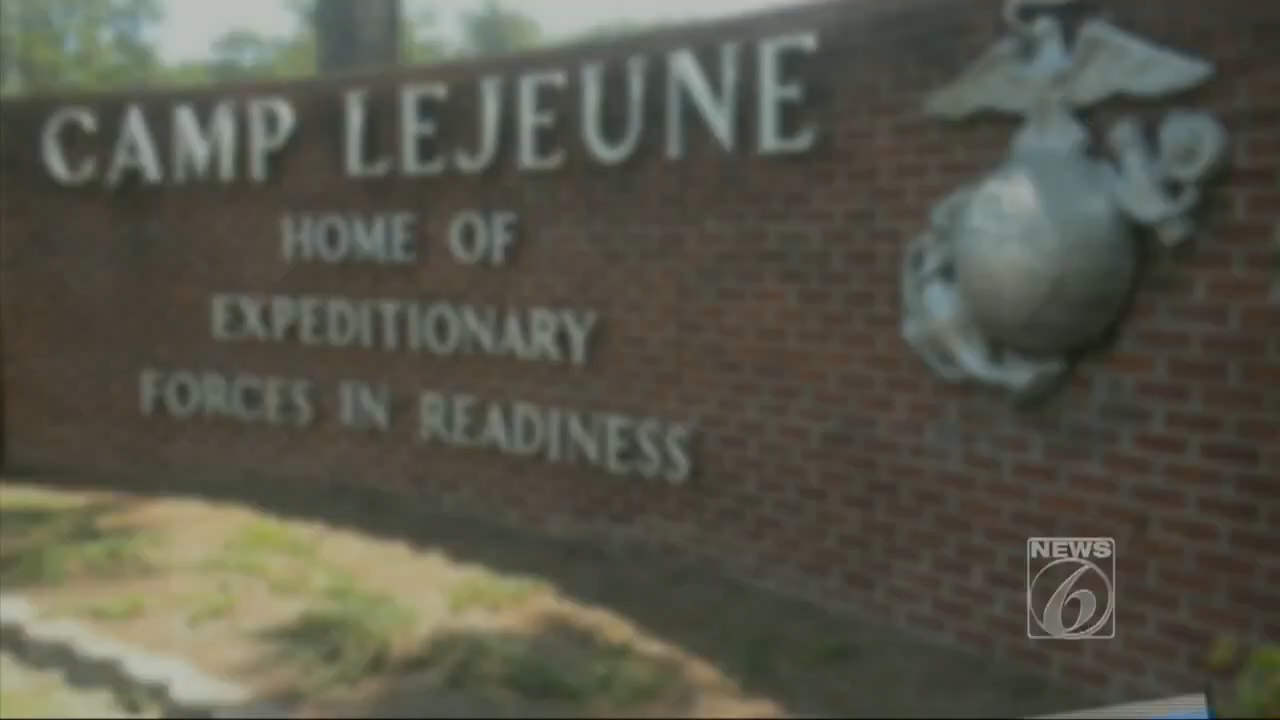 CAMP LEJEUNE
HOME OF
EXPEDITIONARY
FORCES IN READINESS
NEWS
6